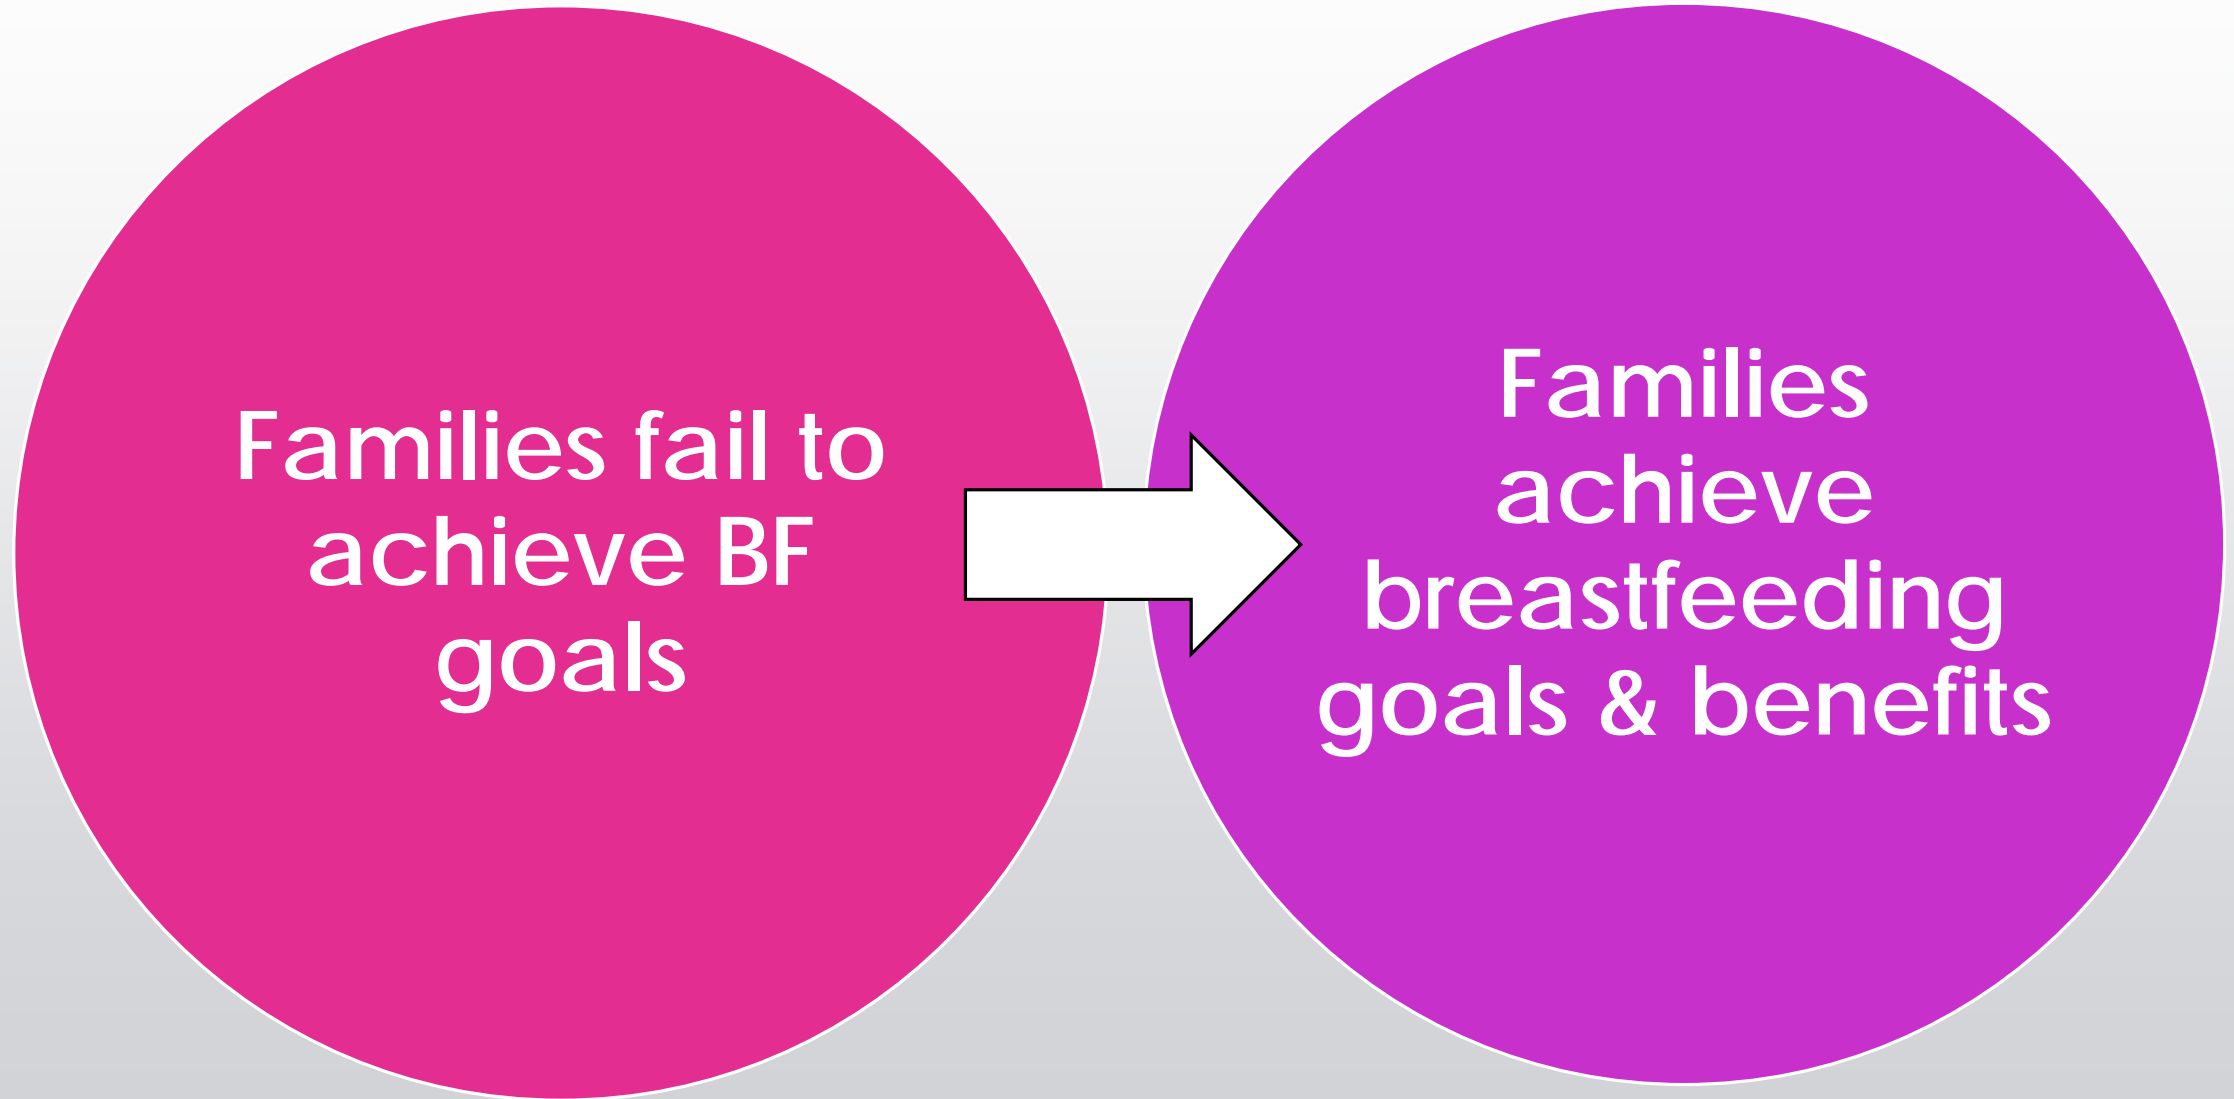 Families fail to
achieve BF
goals
Families
achieve
breastfeeding
goals & benefits